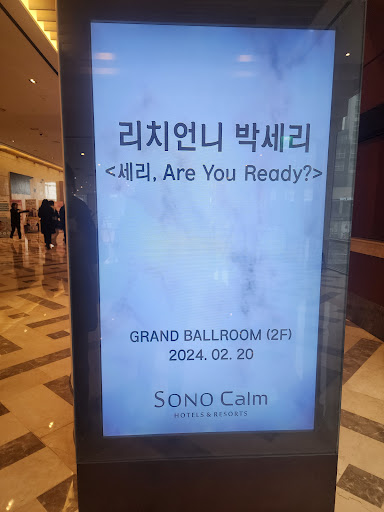 리치언니 박세리
<세리, Are You Ready?>
GRAND BALLROOM (2F)
2024. 02. 20
SONO Calm
HOTELS & RESORTS